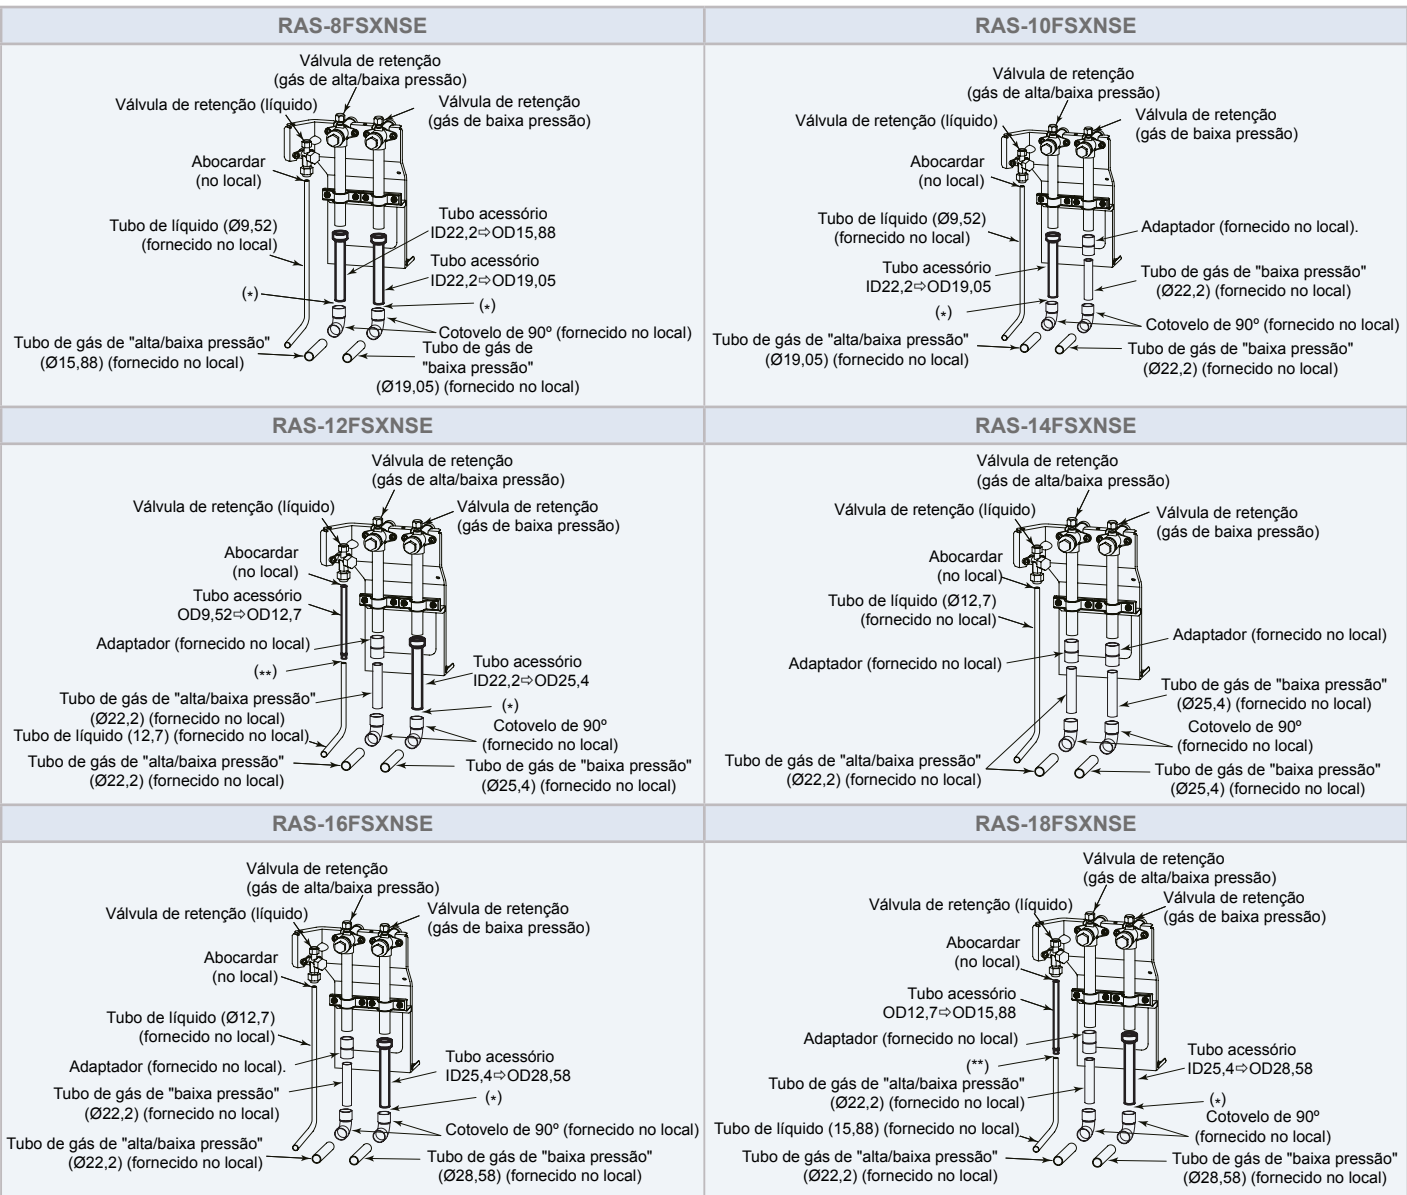 RAS-8FSXNSE
Válvula de retenção
(gás de alta/baixa pressão)
Válvula de retenção (líquido)
Válvula de retenção
(gás de baixa pressão)
Abocardar
(no local)
Tubo de líquido (Ø9,52)
(fornecido no local)
Tubo acessório
ID22,2⇨OD15,88
Tubo acessório
ID22,2⇨OD19,05
(*)
(*)
Cotovelo de 90º (fornecido no local)
Tubo de gás de "alta/baixa pressão"
(Ø15,88) (fornecido no local)
Tubo de gás de
"baixa pressão"
(Ø19,05) (fornecido no local)
RAS-10FSXNSE
Válvula de retenção
(gás de alta/baixa pressão)
Válvula de retenção (líquido)
Válvula de retenção
(gás de baixa pressão)
Abocardar
(no local)
Tubo de líquido (Ø9,52)
(fornecido no local)
Adaptador (fornecido no local).
Tubo acessório
ID22,2⇨OD19,05
Tubo de gás de "baixa pressão"
(Ø22,2) (fornecido no local)
(*)
Cotovelo de 90º (fornecido no local)
Tubo de gás de "alta/baixa pressão"
(Ø19,05) (fornecido no local)
Tubo de gás de "baixa pressão"
(Ø22,2) (fornecido no local)
RAS-12FSXNSE
Válvula de retenção
(gás de alta/baixa pressão)
Válvula de retenção (líquido)
Válvula de retenção
(gás de baixa pressão)
Abocardar
(no local)
Tubo acessório
OD9,52⇨OD12,7
Adaptador (fornecido no local)
(**)
Tubo acessório
ID22,2⇨OD25,4
Tubo de gás de "alta/baixa pressão"
(Ø22,2) (fornecido no local)
(*)
Tubo de líquido (12,7) (fornecido no local)
Cotovelo de 90º
(fornecido no local)
Tubo de gás de "alta/baixa pressão"
(Ø22,2) (fornecido no local)
Tubo de gás de "baixa pressão"
(Ø25,4) (fornecido no local)
RAS-14FSXNSE
Válvula de retenção
(gás de alta/baixa pressão)
Válvula de retenção (líquido)
Válvula de retenção
(gás de baixa pressão)
Abocardar
(no local)
Tubo de líquido (Ø12,7)
(fornecido no local)
Adaptador (fornecido no local)
Adaptador (fornecido no local)
Tubo de gás de "baixa pressão"
(Ø25,4) (fornecido no local)
Cotovelo de 90º
(fornecido no local)
Tubo de gás de "alta/baixa pressão"
(Ø22,2) (fornecido no local)
Tubo de gás de "baixa pressão"
(Ø25,4) (fornecido no local)
RAS-16FSXNSE
Válvula de retenção
(gás de alta/baixa pressão)
Válvula de retenção (líquido)
Válvula de retenção
(gás de baixa pressão)
Abocardar
(no local)
Tubo de líquido (Ø12,7)
(fornecido no local)
Adaptador (fornecido no local).
Tubo acessório
ID25,4⇨OD28,58
Tubo de gás de "baixa pressão"
(Ø22,2) (fornecido no local)
(*)
Cotovelo de 90º (fornecido no local)
Tubo de gás de "alta/baixa pressão"
(Ø22,2) (fornecido no local)
Tubo de gás de "baixa pressão"
(Ø28,58) (fornecido no local)
RAS-18FSXNSE
Válvula de retenção
(gás de alta/baixa pressão)
Válvula de retenção (líquido)
Válvula de retenção
(gás de baixa pressão)
Abocardar
(no local)
Tubo acessório
OD12,7⇨OD15,88
Adaptador (fornecido no local)
(**)
Tubo acessório
ID25,4⇨OD28,58
Tubo de gás de "alta/baixa pressão"
(Ø22,2) (fornecido no local)
(*)
Tubo de líquido (15,88) (fornecido no local)
Cotovelo de 90º
(fornecido no local)
Tubo de gás de "alta/baixa pressão"
(Ø22,2) (fornecido no local)
Tubo de gás de "baixa pressão"
(Ø28,58) (fornecido no local)